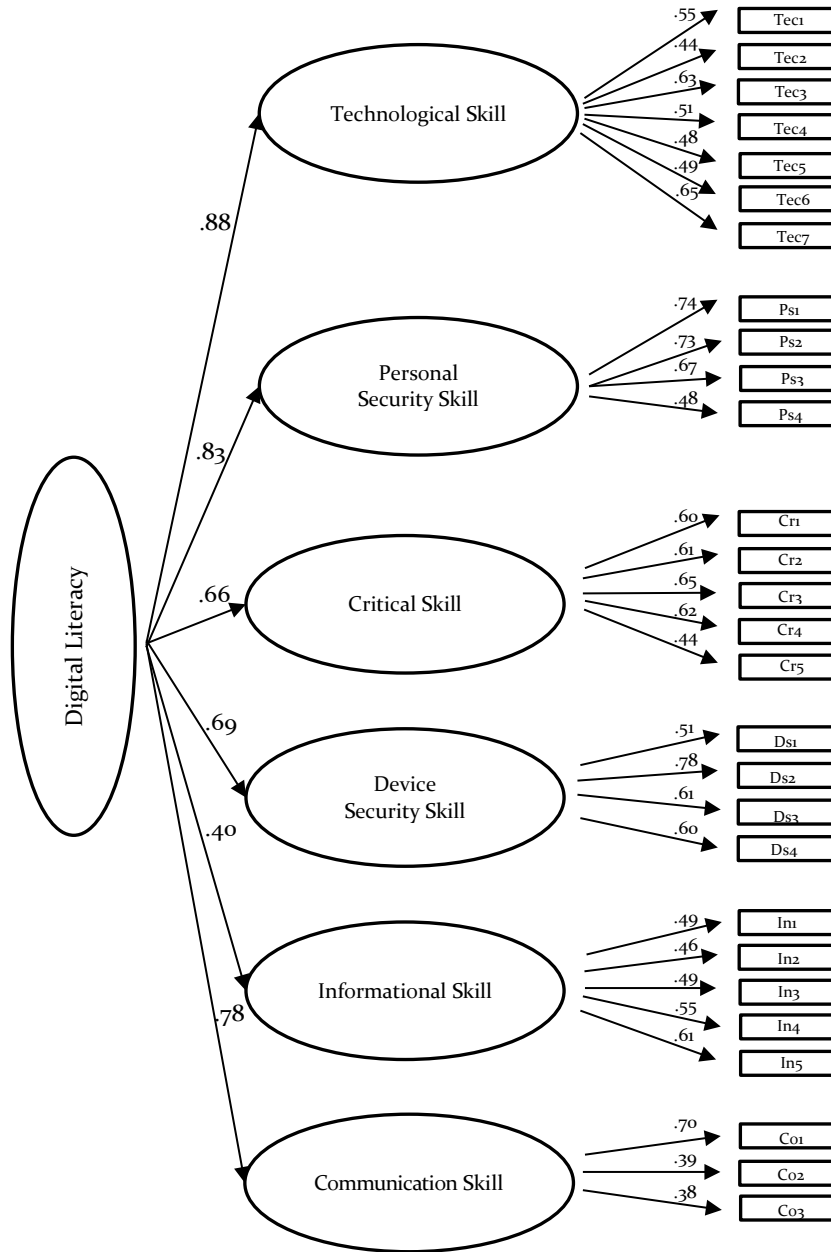 .55
Tec1
.44
Tec2
.63
Tec3
.51
Tec4
.48
Tec5
.49
Tec6
.65
Tec7
Technological Skill
.88
.74
Ps1
.73
Ps2
.67
Ps3
.48
Ps4
Personal
Security Skill
.83
.60
Cr1
.61
Cr2
.65
Cr3
.62
Cr4
.44
Cr5
Critical Skill
.66
Digital Literacy
.69
.51
Ds1
.78
Ds2
.61
Ds3
.60
Ds4
Device
Security Skill
.40
.49
In1
.46
In2
.49
In3
.55
In4
.61
In5
Informational Skill
.78
.70
Co1
.39
Co2
.38
Co3
Communication Skill